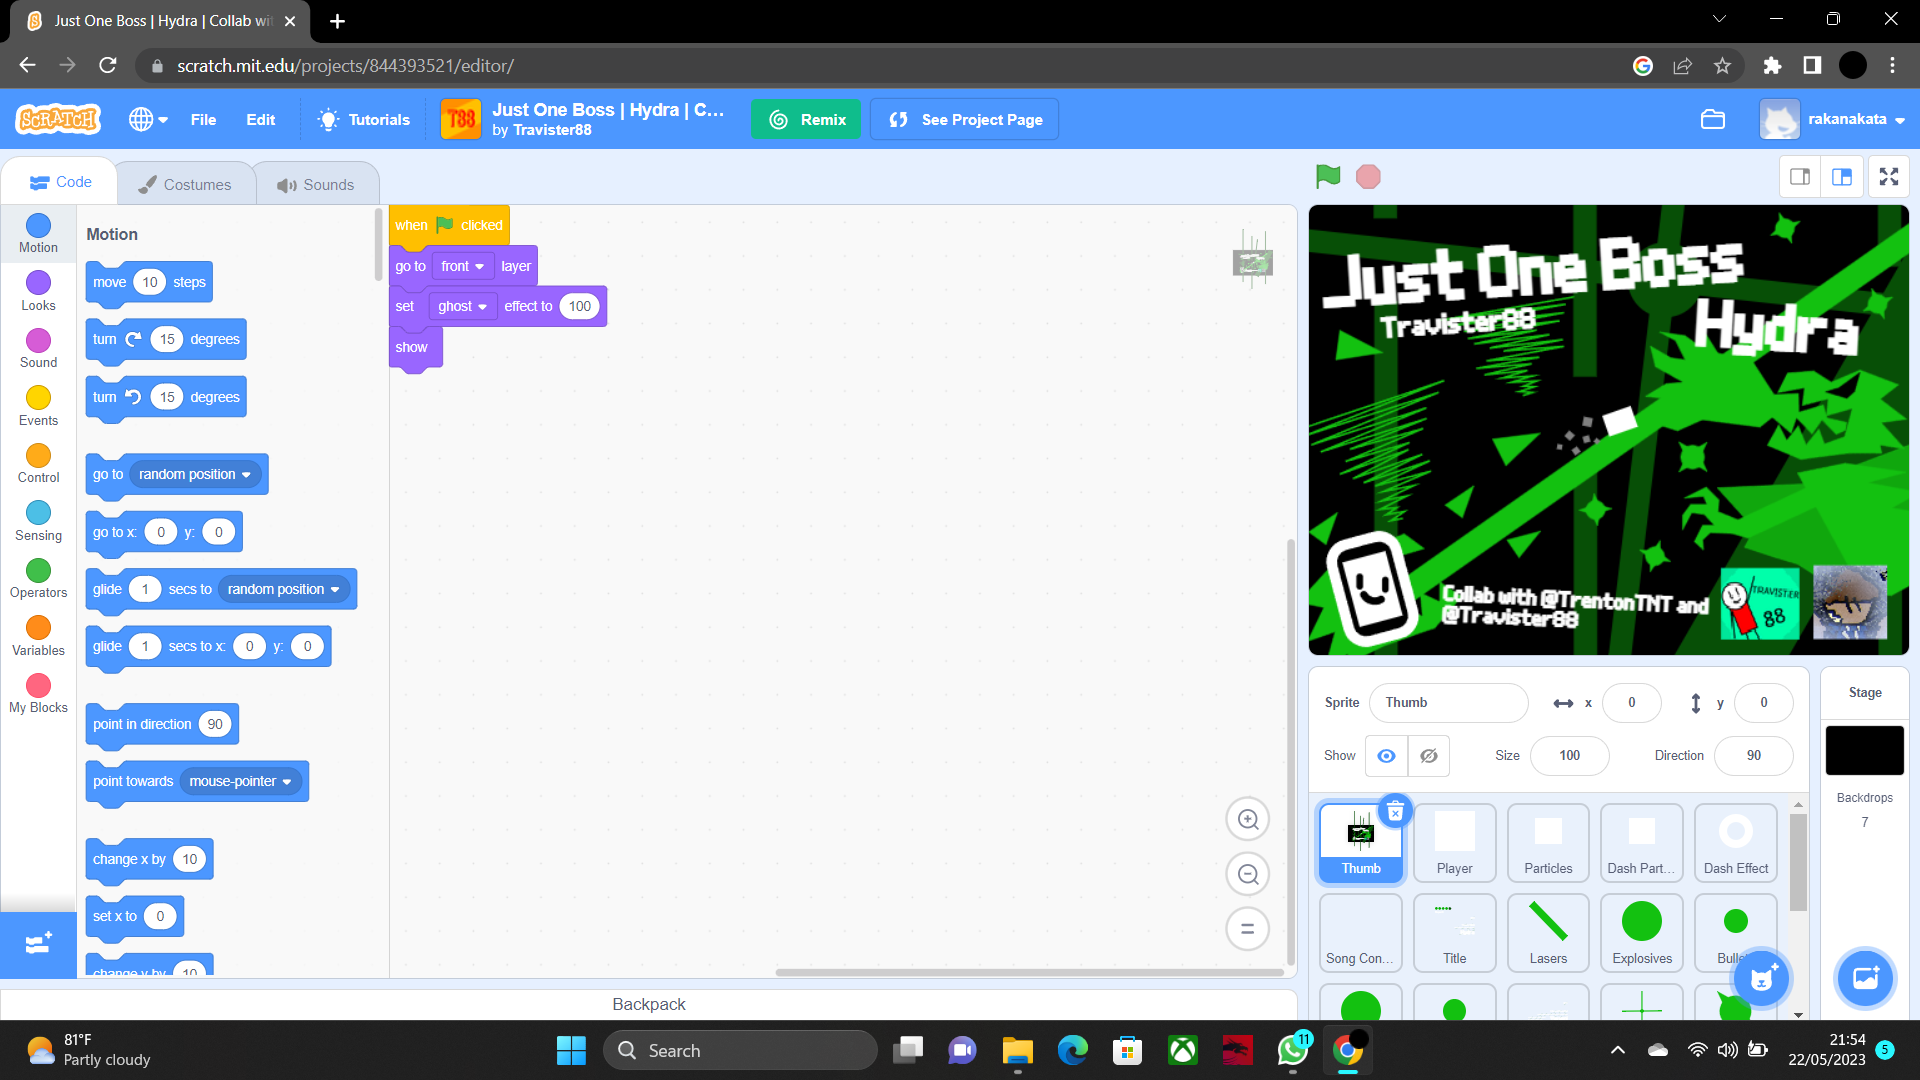 Just One Boss | Hydra | Collab wi
scratch.mit.edu/projects/844393521/editor/
SCRATCH
File
Edit
Tutorials
T88
Just One Boss | Hydra | C...
by Travister88
Remix
See Project Page
rakanakata
Code
Costumes
Sounds
Motion
Looks
Sound
Events
Control
Sensing
Operators
Variables
My Blocks
Motion
move 10 steps
turn 15 degrees
turn 15 degrees
go to random position
go to x: 0 y: 0
glide 1 secs to random position
glide 1 secs to x: 0 y: 0
point in direction 90
point towards mouse-pointer
change x by 10
set x to 0
change y by 10
when clicked
go to front layer
set ghost effect to 100
show
Backpack
Just One Boss
Travister88
Hydra
Collab with @TrentonTNT and
@Travister88
TRAVISTER
88
Sprite Thumb x 0 y 0
Show Size 100 Direction 90
Stage
Backdrops
7
Thumb
Player
Particles
Dash Part...
Dash Effect
Song Con...
Title
Lasers
Explosives
Bulle
81°F
Partly cloudy
Search
11
21:54
22/05/2023
5